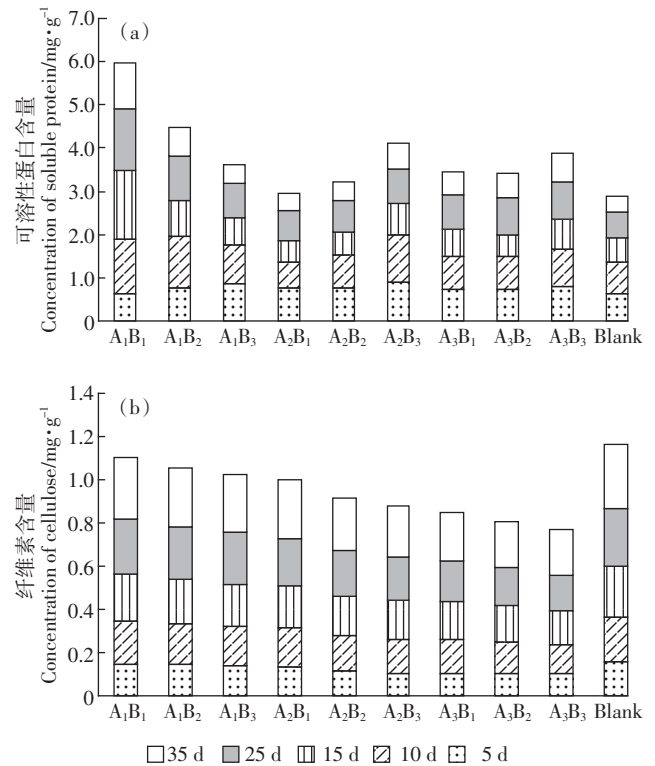 (a)
可溶性蛋白含量
Concentration of soluble protein/mg•g⁻¹
6.0
5.0
4.0
3.0
2.0
1.0
0
A₁B₁ A₁B₂ A₁B₃ A₂B₁ A₂B₂ A₂B₃ A₃B₁ A₃B₂ A₃B₃ Blank
(b)
纤维素含量
Concentration of cellulose/mg•g⁻¹
1.4
1.2
1.0
0.8
0.6
0.4
0.2
0
A₁B₁ A₁B₂ A₁B₃ A₂B₁ A₂B₂ A₂B₃ A₃B₁ A₃B₂ A₃B₃ Blank
35 d 25 d 15 d 10 d 5 d